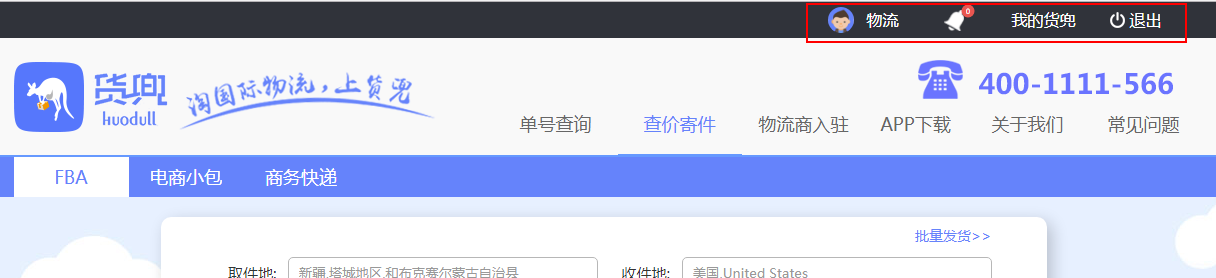 物流 0 我的货兜 退出
货兜 淘国际物流，上货兜 400-1111-566
Huodull
单号查询 查价寄件 物流商入驻 APP下载 关于我们 常见问题
FBA 电商小包 商务快递
批量发货>>
取件地: 新疆,塔城地区,和布克赛尔蒙古自治县 收件地: 美国,United States